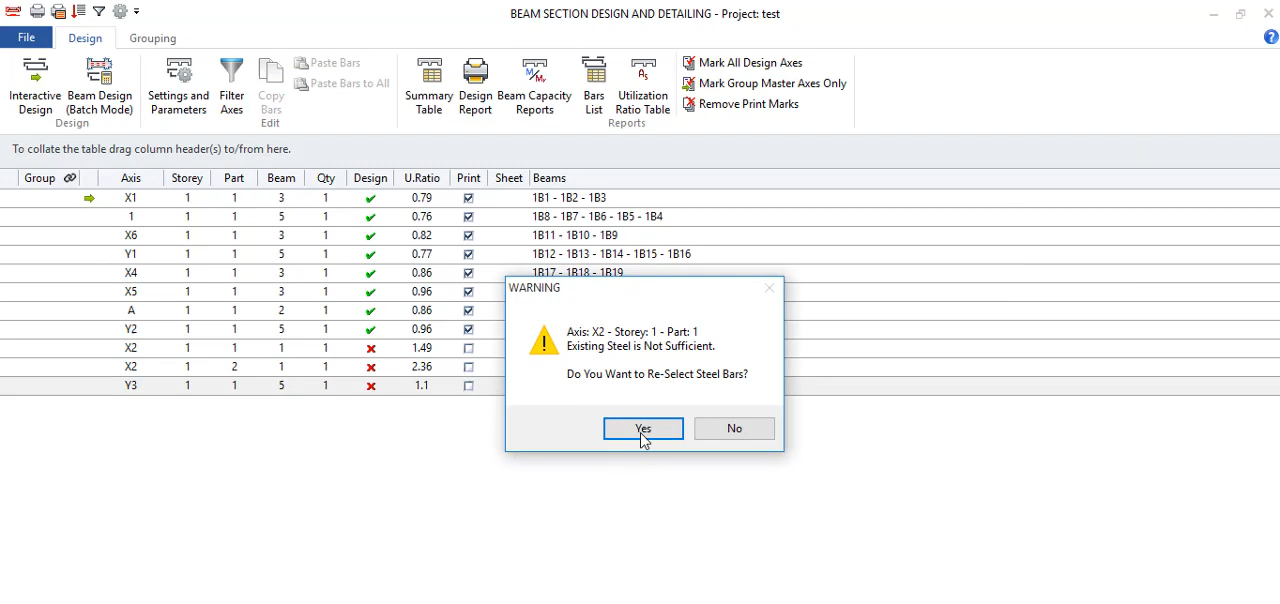 BEAM SECTION DESIGN AND DETAILING - Project: test
File Design Grouping
Interactive Design
Beam Design (Batch Mode)
Design
Settings and Parameters
Filter Axes
Copy Bars
Paste Bars
Paste Bars to All
Edit
Summary Table
Design Report
Beam Capacity Reports
Bars List
Utilization Ratio Table
Reports
Mark All Design Axes
Mark Group Master Axes Only
Remove Print Marks
To collate the table drag column header(s) to/from here.
Group Axis Storey Part Beam Qty Design U.Ratio Print Sheet Beams
X1 1 1 3 1 0.79 1B1 - 1B2 - 1B3
1 1 1 5 1 0.76 1B8 - 1B7 - 1B6 - 1B5 - 1B4
X6 1 1 3 1 0.82 1B11 - 1B10 - 1B9
Y1 1 1 5 1 0.77 1B12 - 1B13 - 1B14 - 1B15 - 1B16
X4 1 1 3 1 0.86 1B17 - 1B18 - 1B19
X5 1 1 3 1 0.96
A 1 1 2 1 0.86
Y2 1 1 5 1 0.96
X2 1 1 1 1 1.49
X2 1 2 1 1 2.36
Y3 1 1 5 1 1.1
WARNING
Axis: X2 - Storey: 1 - Part: 1
Existing Steel is Not Sufficient.
Do You Want to Re-Select Steel Bars?
Yes No